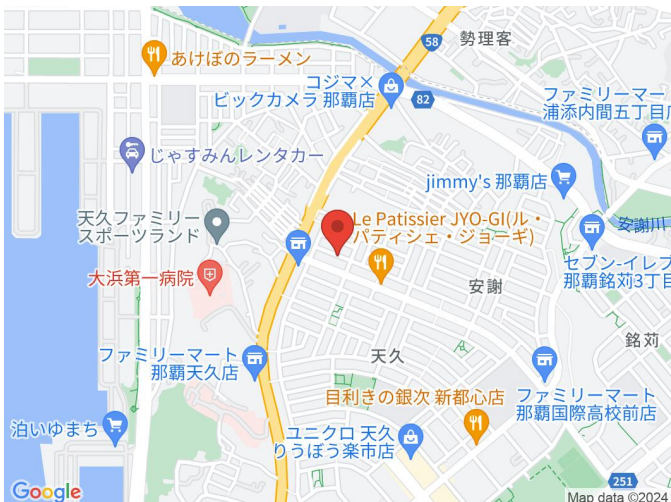 58
勢理客
あけぼのラーメン
コジマ×
ビックカメラ 那覇店
82
ファミリーマー
浦添内間五丁目店
じゃすみんレンタカー
jimmy's 那覇店
天久ファミリー
スポーツランド
Le Patissier JYO-GI(ル・
パティシェ・ジョーギ)
安謝川
大浜第一病院
安謝
セブン-イレブ
那覇銘苅3丁目
銘苅
ファミリーマート
那覇天久店
天久
目利きの銀次 新都心店
ファミリーマート
那覇国際高校前店
泊いゆまち
ユニクロ 天久
りうぼう楽市店
251
Google
Map data ©2024